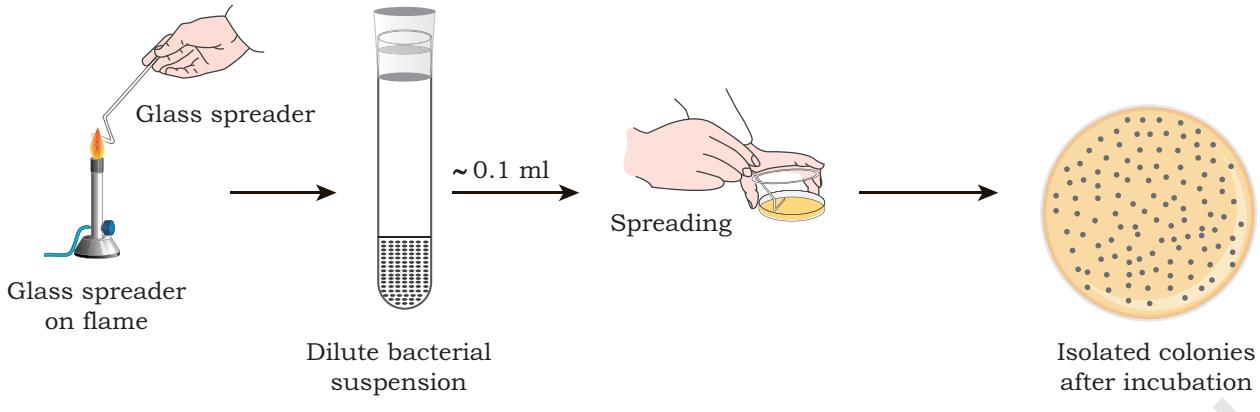 Glass spreader
Glass spreader
on flame
Dilute bacterial
suspension
~ 0.1 ml
Spreading
Isolated colonies
after incubation